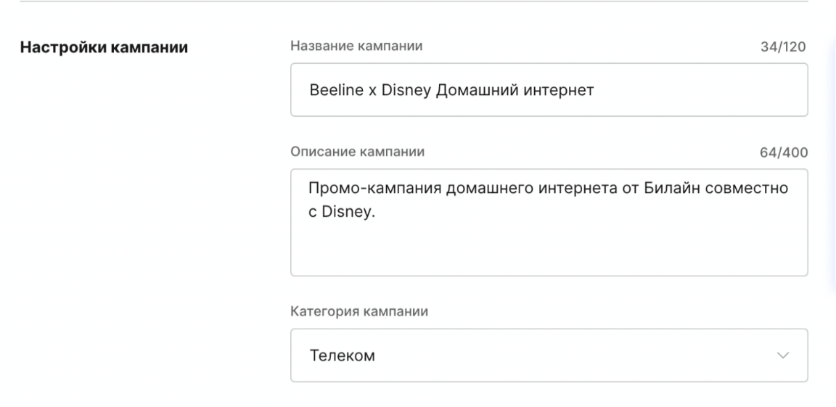 Настройки кампании
Название кампании
34/120
Beeline x Disney Домашний интернет
Описание кампании
64/400
Промо-кампания домашнего интернета от Билайн совместно
с Disney.
Категория кампании
Телеком